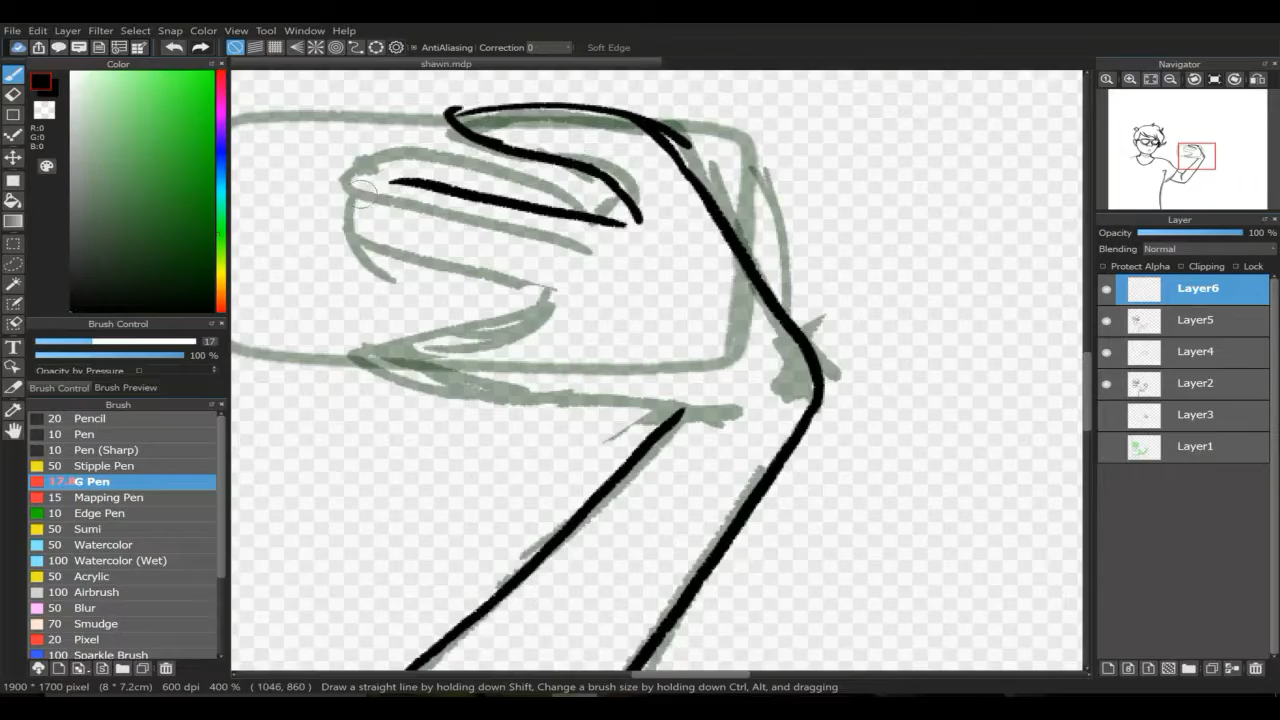 File Edit Layer Filter Select Snap Color View Tool Window Help
AntiAliasing Correction 0 Soft Edge
Color
shawn.mdp
Navigator
R:0
G:0
B:0
Layer
Opacity 100 %
Blending Normal
Protect Alpha Clipping Lock
Layer6
Layer5
Layer4
Layer2
Layer3
Layer1
Brush Control
17
100 %
Opacity by Pressure
Brush Control Brush Preview
Brush
20 Pencil
10 Pen
10 Pen (Sharp)
50 Stipple Pen
G Pen
15 Mapping Pen
10 Edge Pen
50 Sumi
50 Watercolor
100 Watercolor (Wet)
50 Acrylic
100 Airbrush
50 Blur
70 Smudge
20 Pixel
100 Sparkle Brush
1900 * 1700 pixel (8 * 7.2cm) 600 dpi 400 % ( 1046, 860 ) Draw a straight line by holding down Shift, Change a brush size by holding down Ctrl, Alt, and dragging